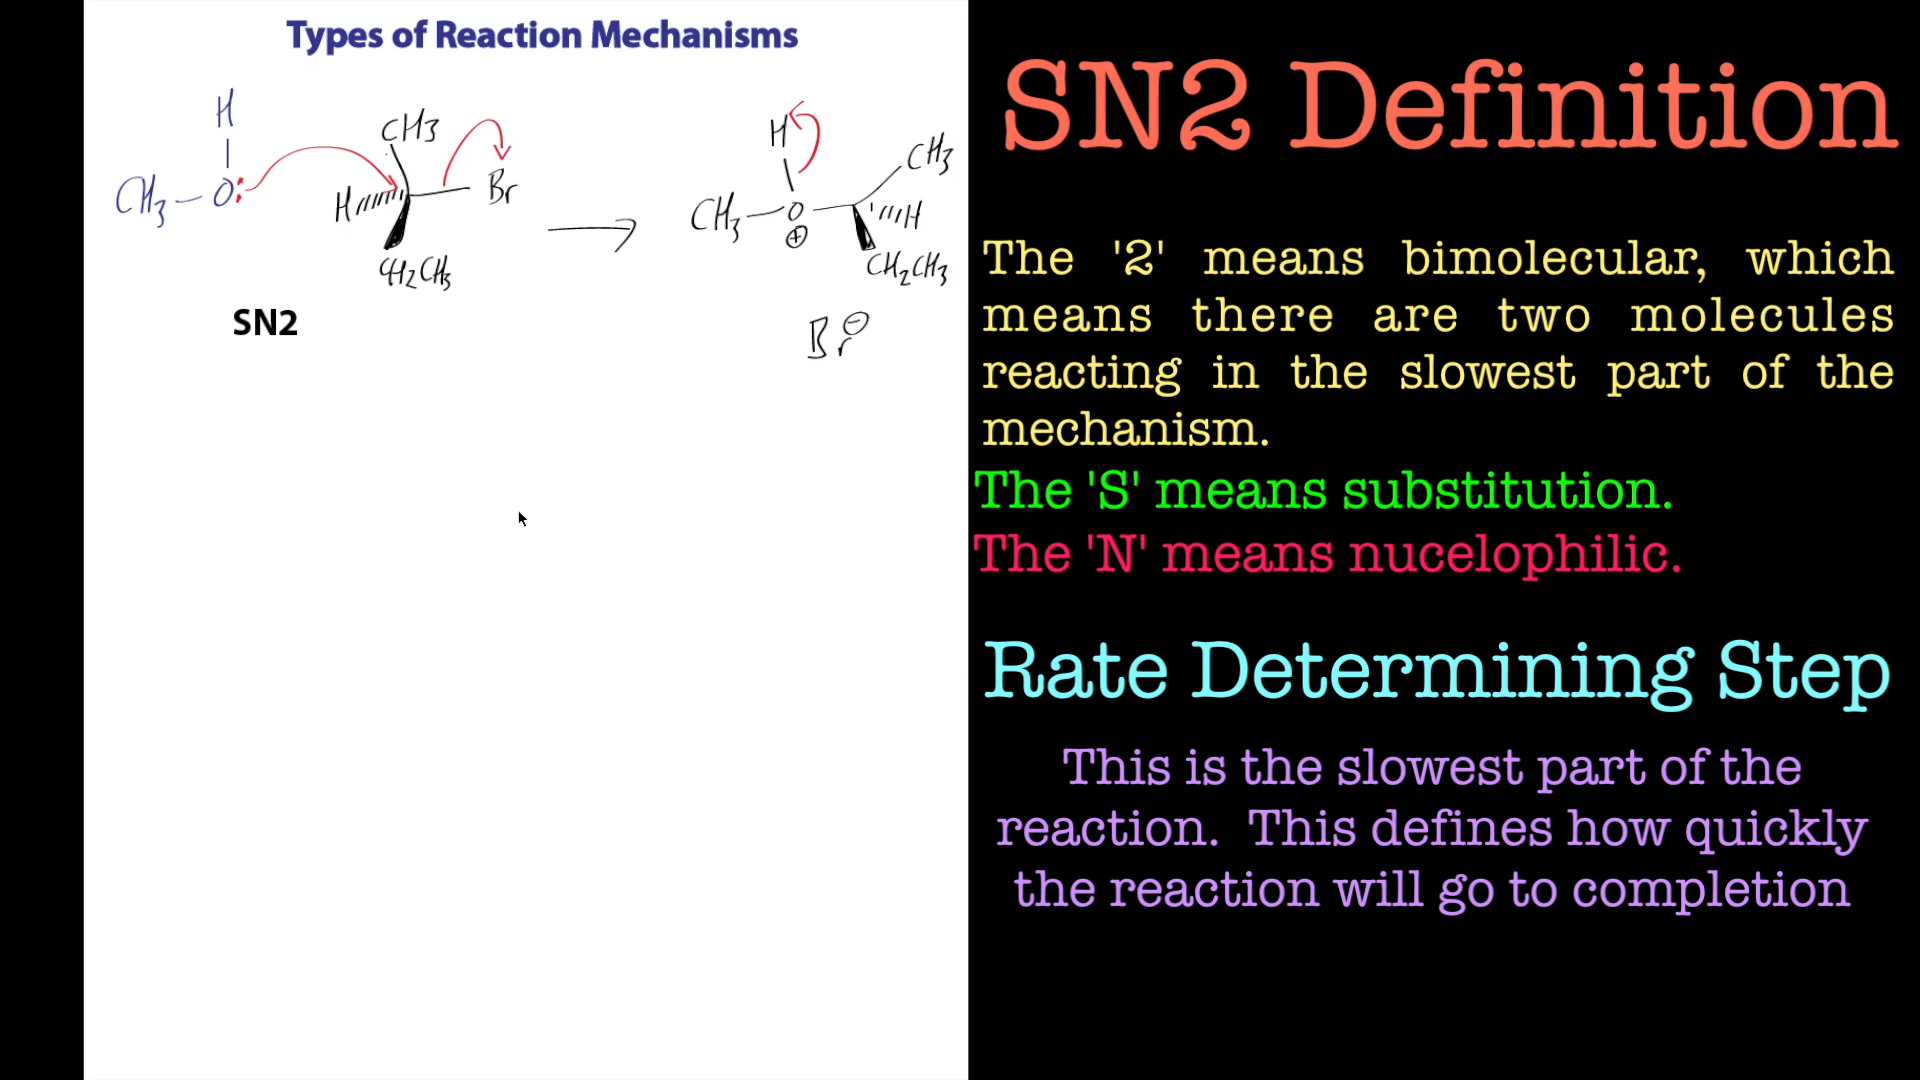 Types of Reaction Mechanisms
H
CH3
CH3 - O:
H
Br
CH2CH3
SN2
H
CH3
CH3 - O
⊕
H
CH2CH3
Br ⊖
SN2 Definition
The '2' means bimolecular, which
means there are two molecules
reacting in the slowest part of the
mechanism.
The 'S' means substitution.
The 'N' means nucelophilic.
Rate Determining Step
This is the slowest part of the
reaction. This defines how quickly
the reaction will go to completion